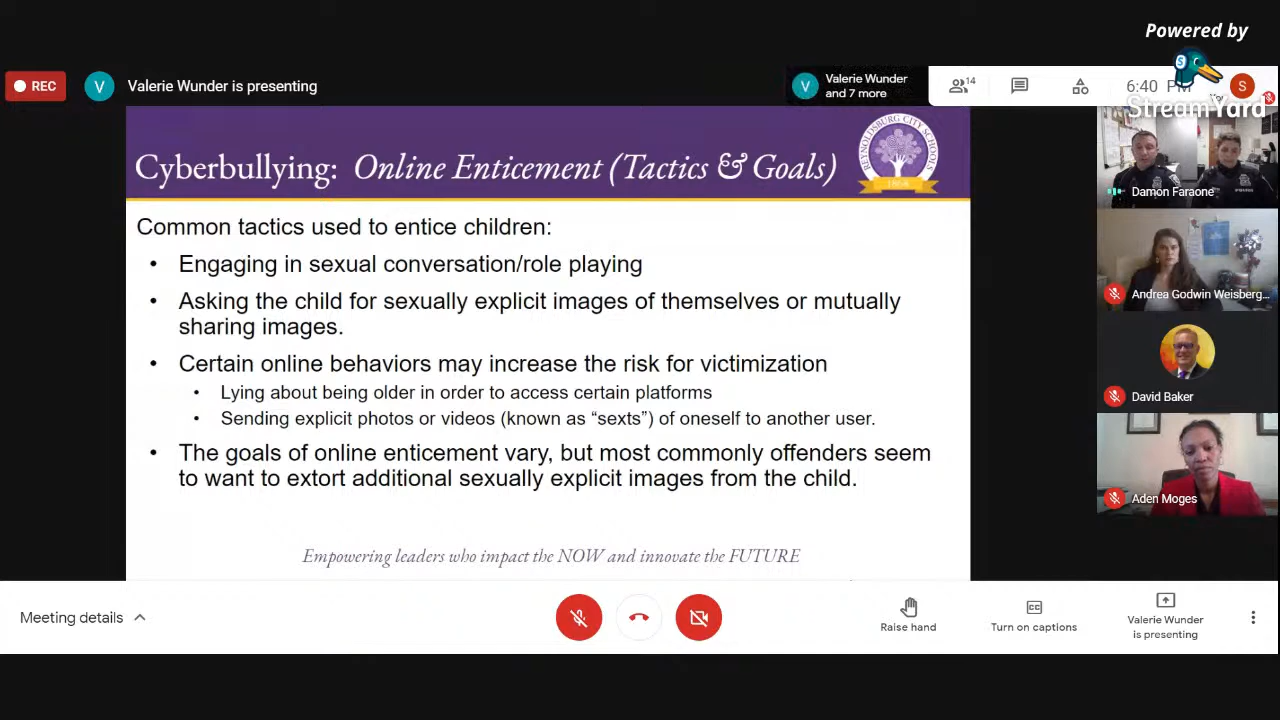 Powered by
StreamYard
REC
V
Valerie Wunder is presenting
V
Valerie Wunder
and 7 more
14
6:40 PM
You
S
Cyberbullying: Online Enticement (Tactics & Goals)
REYNOLDSBURG CITY SCHOOLS
1868
Common tactics used to entice children:
• Engaging in sexual conversation/role playing
• Asking the child for sexually explicit images of themselves or mutually
sharing images.
• Certain online behaviors may increase the risk for victimization
• Lying about being older in order to access certain platforms
• Sending explicit photos or videos (known as “sexts”) of oneself to another user.
• The goals of online enticement vary, but most commonly offenders seem
to want to extort additional sexually explicit images from the child.
Empowering leaders who impact the NOW and innovate the FUTURE
Damon Faraone
Andrea Godwin Weisberg...
David Baker
Aden Moges
Meeting details
Raise hand
CC
Turn on captions
Valerie Wunder
is presenting